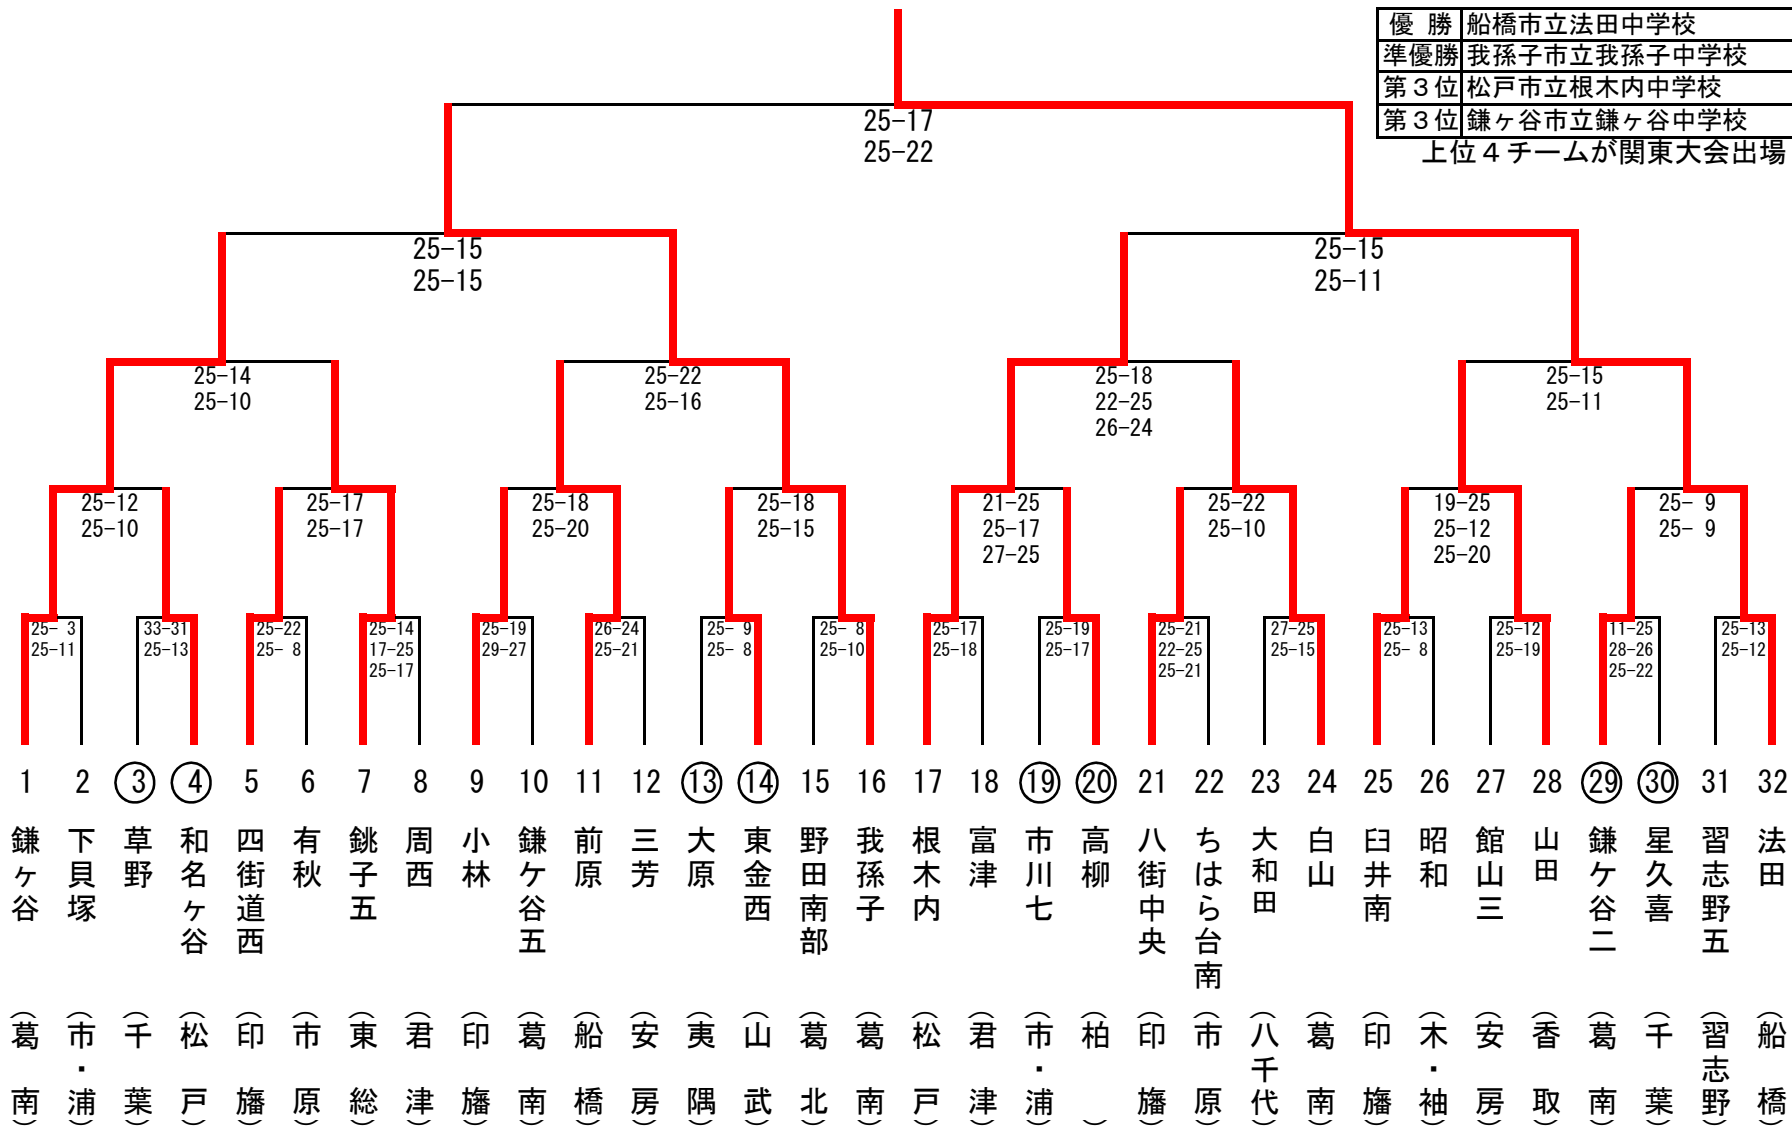 優 勝 船橋市立法田中学校
準優勝 我孫子市立我孫子中学校
第３位 松戸市立根木内中学校
第３位 鎌ヶ谷市立鎌ヶ谷中学校
上位４チームが関東大会出場
25-17
25-22
25-15
25-15
25-15
25-11
25-14
25-10
25-22
25-16
25-18
22-25
26-24
25-15
25-11
25-12
25-10
25-17
25-17
25-18
25-20
25-18
25-15
21-25
25-17
27-25
25-22
25-10
19-25
25-12
25-20
25- 9
25- 9
25- 3
25-11
33-31
25-13
25-22
25- 8
25-14
17-25
25-17
25-19
29-27
26-24
25-21
25- 9
25- 8
25- 8
25-10
25-17
25-18
25-19
25-17
25-21
22-25
25-21
27-25
25-15
25-13
25- 8
25-12
25-19
11-25
28-26
25-22
25-13
25-12
1 鎌ヶ谷（葛南）
2 下貝塚（市・浦）
3 草野（千葉）
4 和名ヶ谷（松戸）
5 四街道西（印旛）
6 有秋（市原）
7 銚子五（東総）
8 周西（君津）
9 小林（印旛）
10 鎌ケ谷五（葛南）
11 前原（船橋）
12 三芳（安房）
13 大原（夷隅）
14 東金西（山武）
15 野田南部（葛北）
16 我孫子（葛南）
17 根木内（松戸）
18 富津（君津）
19 市川七（市・浦）
20 高柳（柏）
21 八街中央（印旛）
22 ちはら台南（市原）
23 大和田（八千代）
24 白山（葛南）
25 臼井南（印旛）
26 昭和（木・袖）
27 館山三（安房）
28 山田（香取）
29 鎌ケ谷二（葛南）
30 星久喜（千葉）
31 習志野五（習志野）
32 法田（船橋）